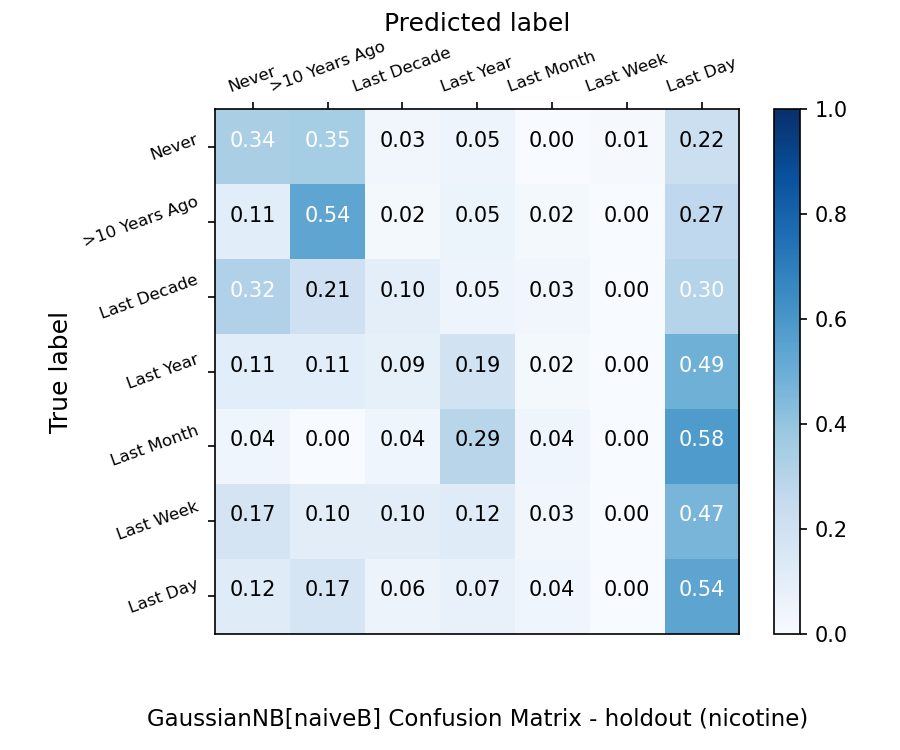 Predicted label
Never >10 Years Ago Last Decade Last Year Last Month Last Week Last Day
True label
Never 0.34 0.35 0.03 0.05 0.00 0.01 0.22
>10 Years Ago 0.11 0.54 0.02 0.05 0.02 0.00 0.27
Last Decade 0.32 0.21 0.10 0.05 0.03 0.00 0.30
Last Year 0.11 0.11 0.09 0.19 0.02 0.00 0.49
Last Month 0.04 0.00 0.04 0.29 0.04 0.00 0.58
Last Week 0.17 0.10 0.10 0.12 0.03 0.00 0.47
Last Day 0.12 0.17 0.06 0.07 0.04 0.00 0.54
1.0
0.8
0.6
0.4
0.2
0.0
GaussianNB[naiveB] Confusion Matrix - holdout (nicotine)